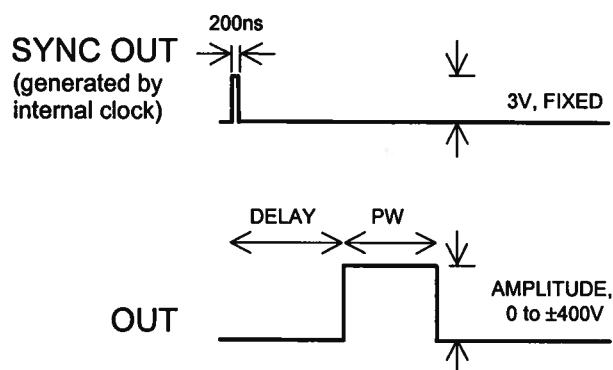 200ns
SYNC OUT
(generated by
internal clock)
3V, FIXED
DELAY
PW
AMPLITUDE,
0 to ±400V
OUT